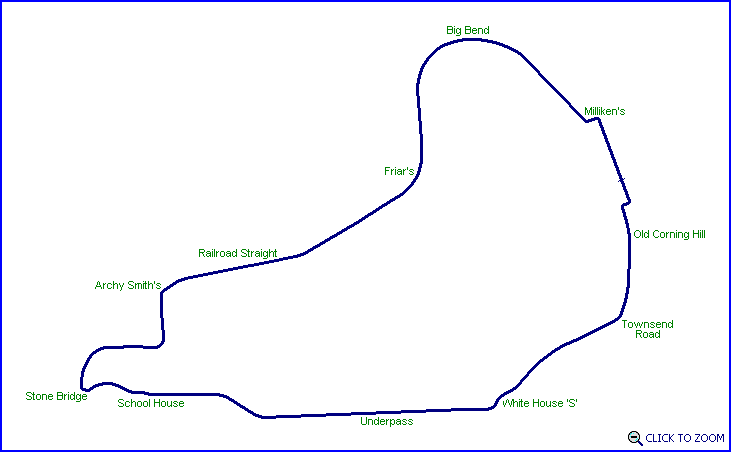 Big Bend
Milliken's
Friar's
Old Corning Hill
Railroad Straight
Archy Smith's
Townsend
Road
Stone Bridge
School House
White House 'S'
Underpass
CLICK TO ZOOM